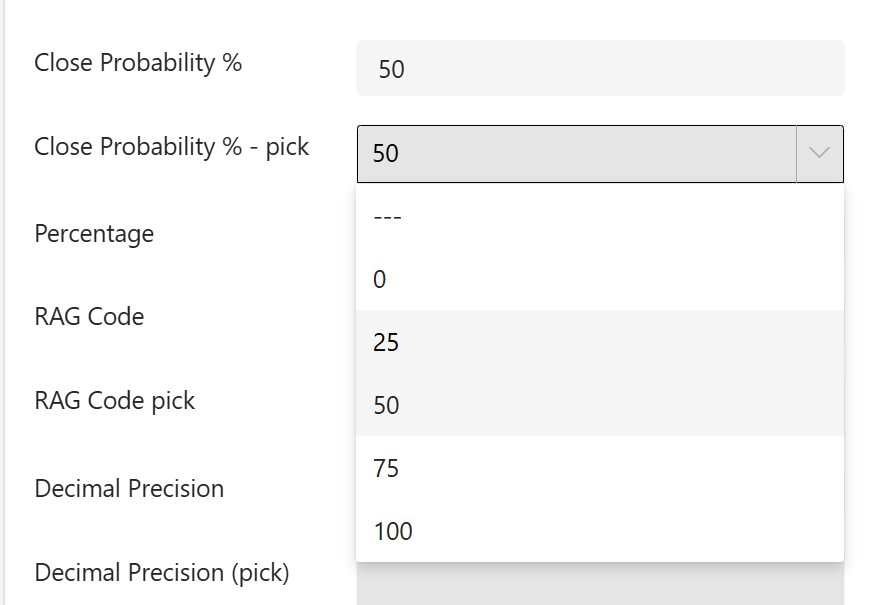 Close Probability %
50
Close Probability % - pick
50
---
Percentage
0
RAG Code
25
RAG Code pick
50
75
Decimal Precision
100
Decimal Precision (pick)